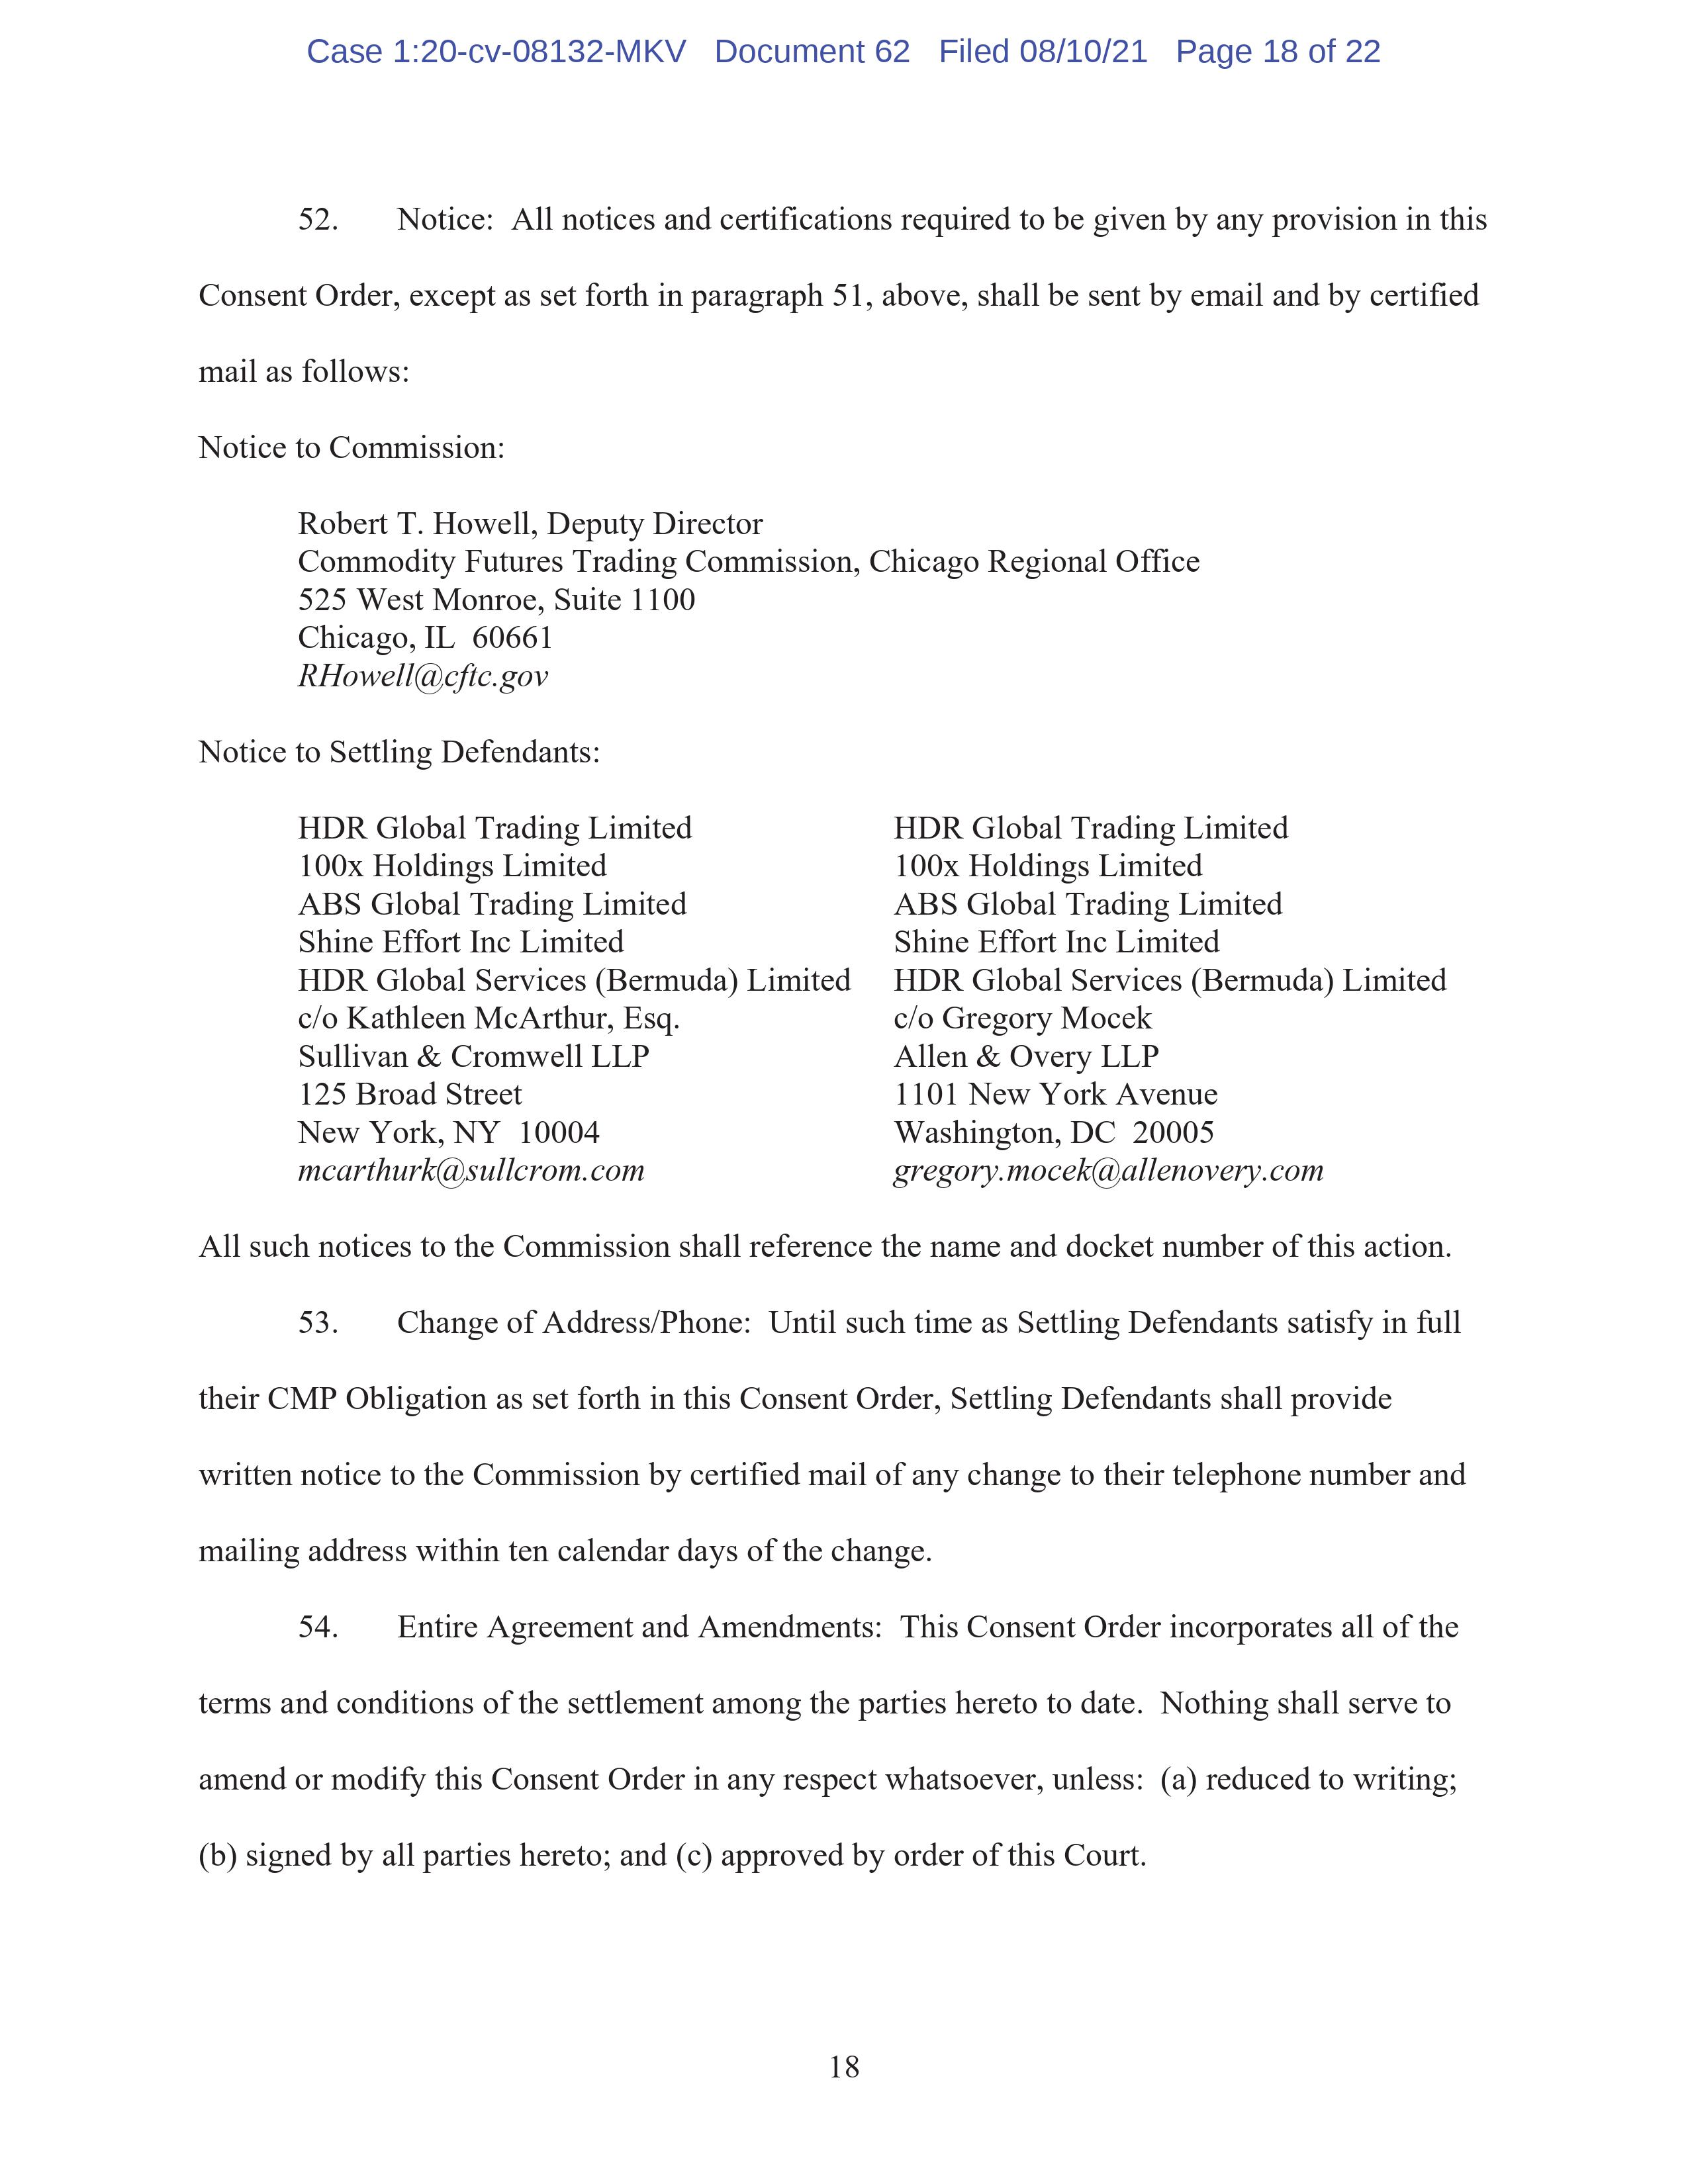 Case 1:20-cv-08132-MKV Document 62 Filed 08/10/21 Page 18 of 22
52. Notice: All notices and certifications required to be given by any provision in this
Consent Order, except as set forth in paragraph 51, above, shall be sent by email and by certified
mail as follows:
Notice to Commission:
Robert T. Howell, Deputy Director
Commodity Futures Trading Commission, Chicago Regional Office
525 West Monroe, Suite 1100
Chicago, IL 60661
RHowell@cftc.gov
Notice to Settling Defendants:
HDR Global Trading Limited
100x Holdings Limited
ABS Global Trading Limited
Shine Effort Inc Limited
HDR Global Services (Bermuda) Limited
c/o Kathleen McArthur, Esq.
Sullivan & Cromwell LLP
125 Broad Street
New York, NY 10004
mcarthurk@sullcrom.com
HDR Global Trading Limited
100x Holdings Limited
ABS Global Trading Limited
Shine Effort Inc Limited
HDR Global Services (Bermuda) Limited
c/o Gregory Mocek
Allen & Overy LLP
1101 New York Avenue
Washington, DC 20005
gregory.mocek@allenovery.com
All such notices to the Commission shall reference the name and docket number of this action.
53. Change of Address/Phone: Until such time as Settling Defendants satisfy in full
their CMP Obligation as set forth in this Consent Order, Settling Defendants shall provide
written notice to the Commission by certified mail of any change to their telephone number and
mailing address within ten calendar days of the change.
54. Entire Agreement and Amendments: This Consent Order incorporates all of the
terms and conditions of the settlement among the parties hereto to date. Nothing shall serve to
amend or modify this Consent Order in any respect whatsoever, unless: (a) reduced to writing;
(b) signed by all parties hereto; and (c) approved by order of this Court.
18